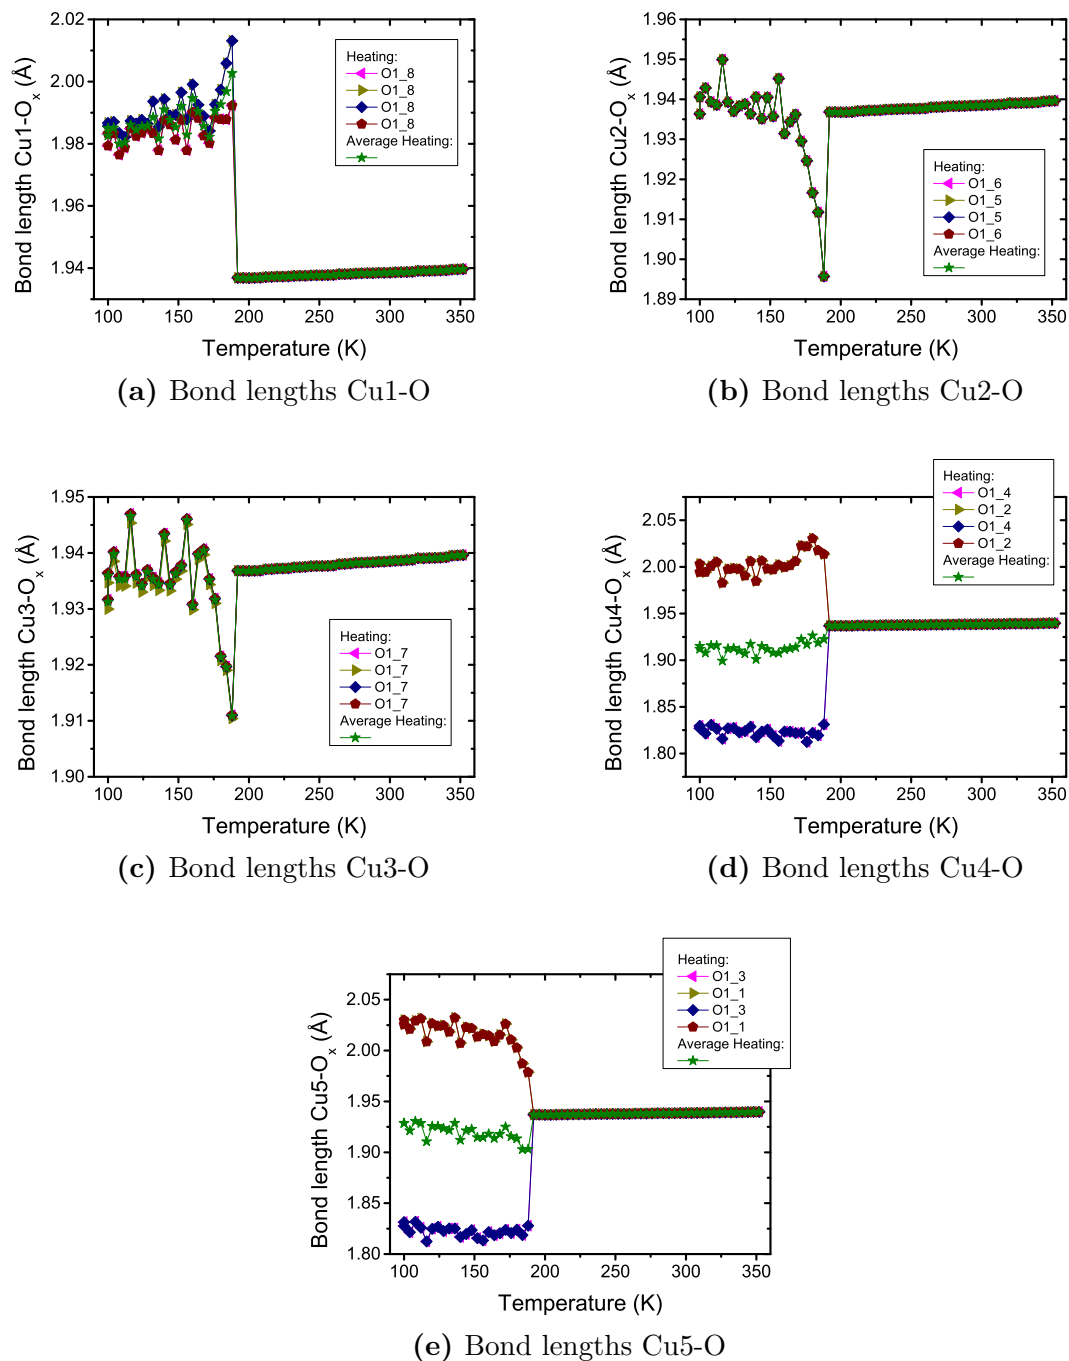 2.02
2.00
1.98
1.96
1.94
Bond length Cu1-Oₓ (Å)
Heating:
O1_8
O1_8
O1_8
O1_8
Average Heating:
100 150 200 250 300 350
Temperature (K)
(a) Bond lengths Cu1-O
1.96
1.95
1.94
1.93
1.92
1.91
1.90
1.89
Bond length Cu2-Oₓ (Å)
Heating:
O1_6
O1_5
O1_5
O1_6
Average Heating:
100 150 200 250 300 350
Temperature (K)
(b) Bond lengths Cu2-O
1.95
1.94
1.93
1.92
1.91
1.90
Bond length Cu3-Oₓ (Å)
Heating:
O1_7
O1_7
O1_7
O1_7
Average Heating:
100 150 200 250 300 350
Temperature (K)
(c) Bond lengths Cu3-O
2.05
2.00
1.95
1.90
1.85
1.80
Bond length Cu4-Oₓ (Å)
Heating:
O1_4
O1_2
O1_4
O1_2
Average Heating:
100 150 200 250 300 350
Temperature (K)
(d) Bond lengths Cu4-O
2.05
2.00
1.95
1.90
1.85
1.80
Bond length Cu5-Oₓ (Å)
Heating:
O1_3
O1_1
O1_3
O1_1
Average Heating:
100 150 200 250 300 350
Temperature (K)
(e) Bond lengths Cu5-O